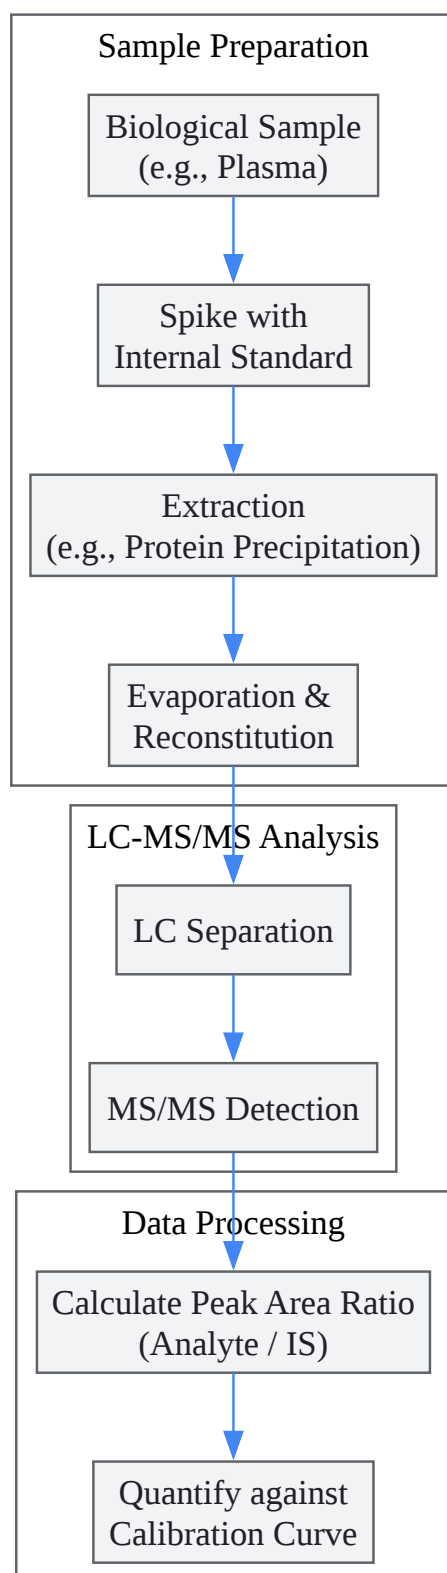 Sample Preparation
Biological Sample
(e.g., Plasma)
Spike with
Internal Standard
Extraction
(e.g., Protein Precipitation)
Evaporation &
Reconstitution
LC-MS/MS Analysis
LC Separation
MS/MS Detection
Data Processing
Calculate Peak Area Ratio
(Analyte / IS)
Quantify against
Calibration Curve